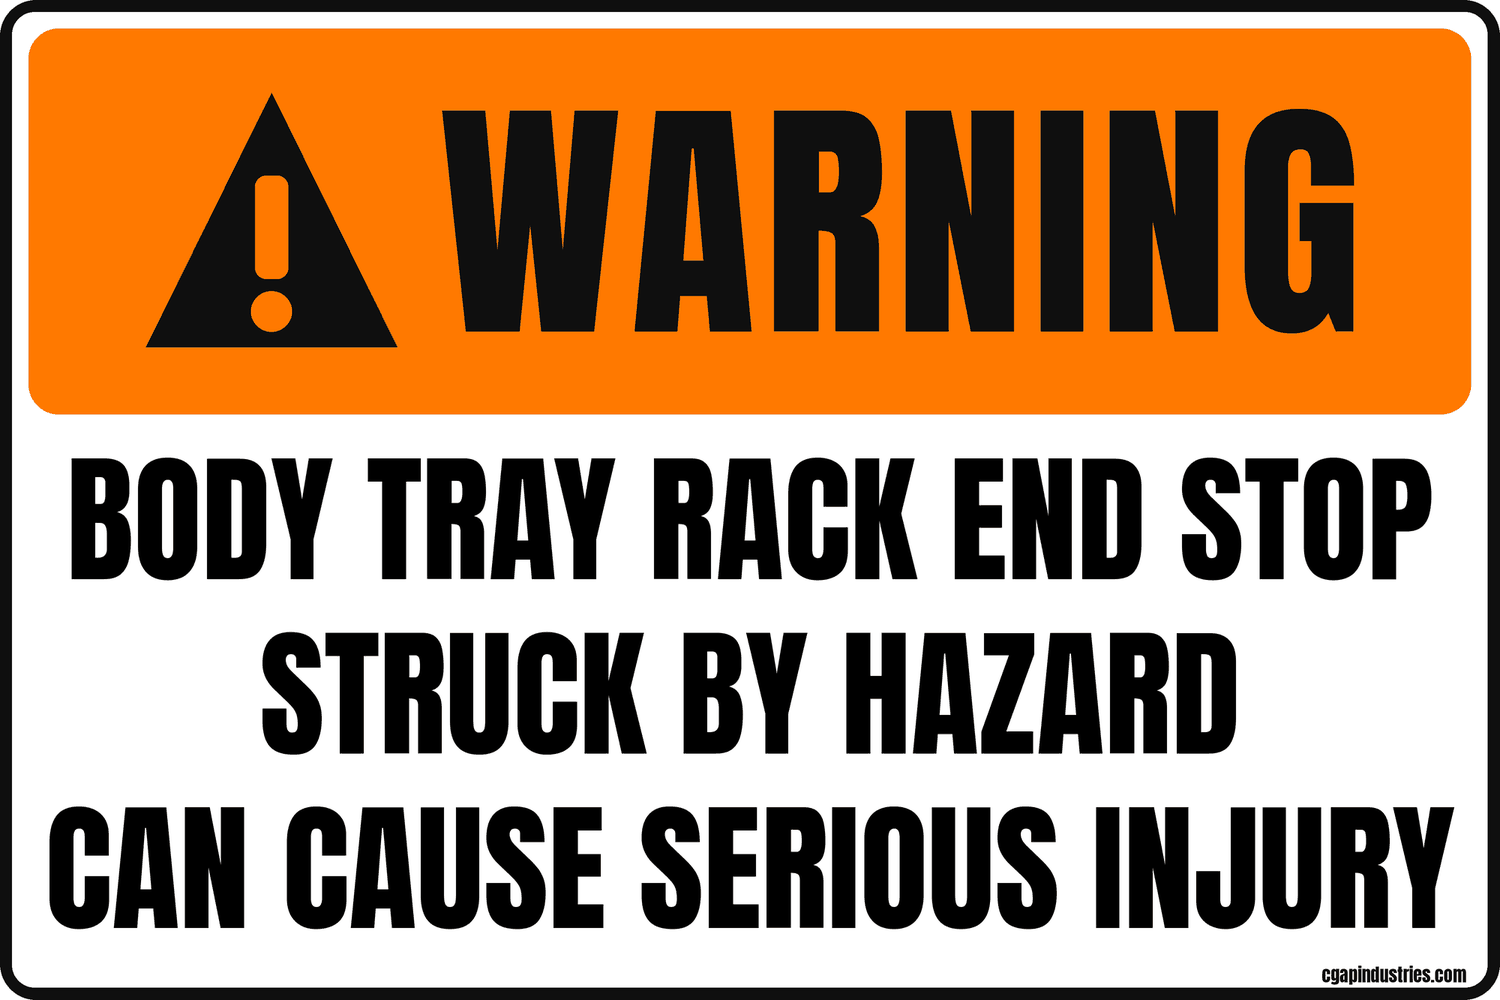 WARNING
BODY TRAY RACK END STOP
STRUCK BY HAZARD
CAN CAUSE SERIOUS INJURY
cgapindustries.com